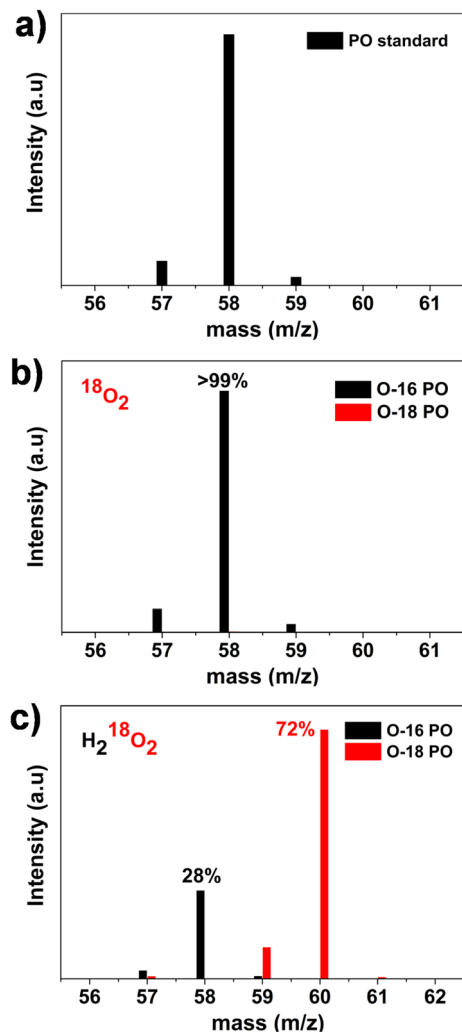 a)
PO standard
Intensity (a.u)
56 57 58 59 60 61
mass (m/z)
b)
¹⁸O₂
>99%
O-16 PO
O-18 PO
Intensity (a.u)
56 57 58 59 60 61
mass (m/z)
c)
H₂¹⁸O₂
72%
28%
O-16 PO
O-18 PO
Intensity (a.u)
56 57 58 59 60 61 62
mass (m/z)